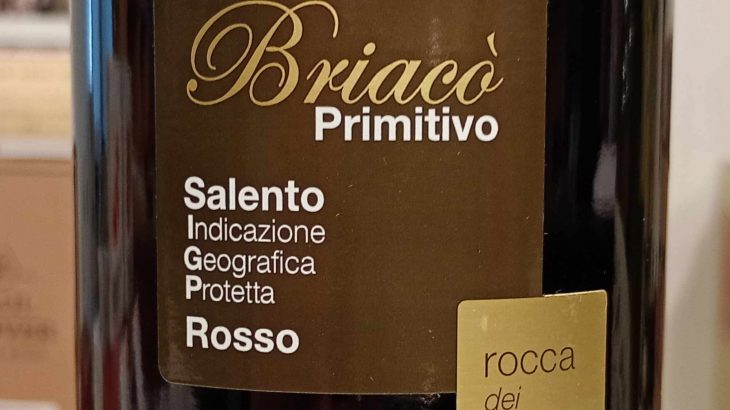 Briacò
Primitivo
Salento
Indicazione
Geografica
Protetta
Rosso
rocca
dei